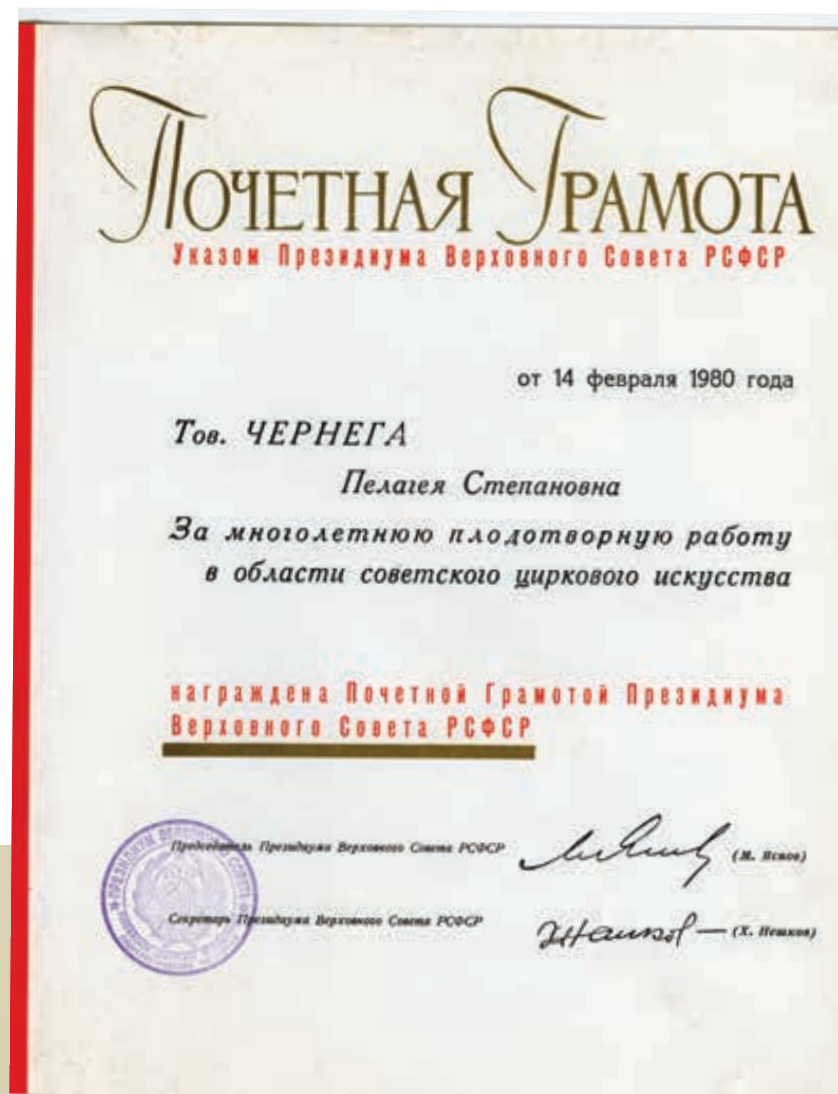 ПОЧЕТНАЯ ГРАМОТА
Указом Президиума Верховного Совета РСФСР
от 14 февраля 1980 года
Тов. ЧЕРНЕГА
Пелагея Степановна
За многолетнюю плодотворную работу
в области советского циркового искусства
награждена Почетной Грамотой Президиума
Верховного Совета РСФСР
Председатель Президиума Верховного Совета РСФСР (М. Яснов)
Секретарь Президиума Верховного Совета РСФСР (Х. Нешков)